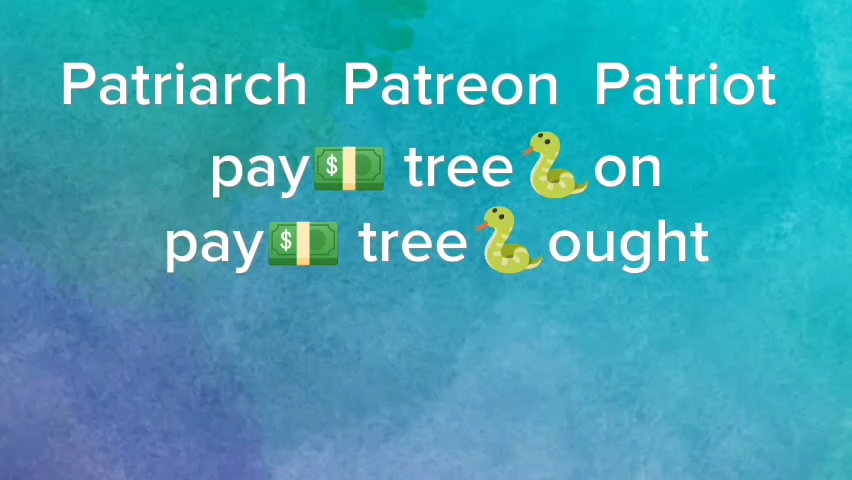 Patriarch Patreon Patriot
pay💵 tree🐍on
pay💵 tree🐍ought